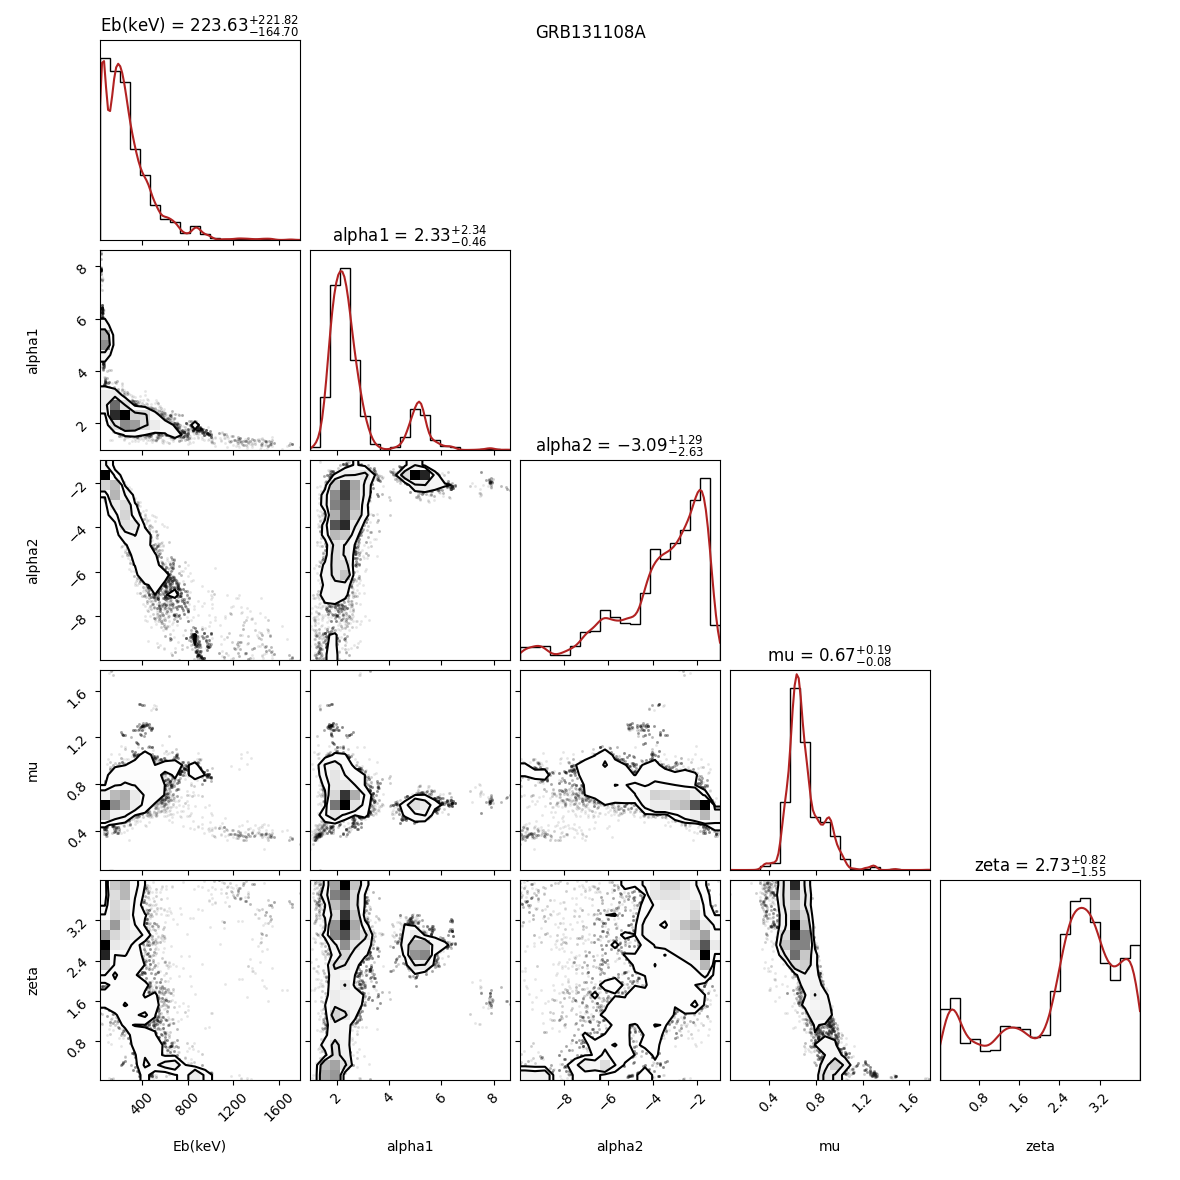 GRB131108A
Eb(keV) = 223.63+221.82−164.70
alpha1 = 2.33+2.34−0.46
alpha2 = −3.09+1.29−2.63
mu = 0.67+0.19−0.08
zeta = 2.73+0.82−1.55
alpha1
8
6
4
2
alpha2
−2
−4
−6
−8
mu
1.6
1.2
0.8
0.4
zeta
3.2
2.4
1.6
0.8
400 800 1200 1600
2 4 6 8
−8 −6 −4 −2
0.4 0.8 1.2 1.6
0.8 1.6 2.4 3.2
Eb(keV) alpha1 alpha2 mu zeta